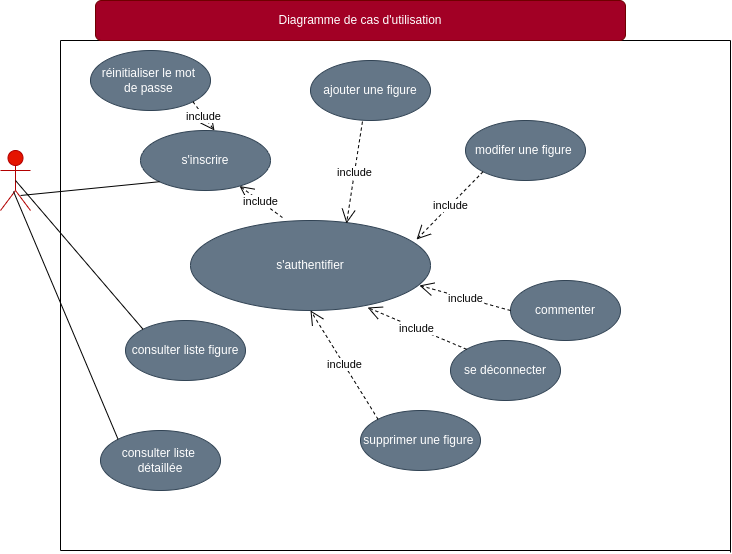 Diagramme de cas d'utilisation
réinitialiser le mot
de passe
ajouter une figure
include
s'inscrire
modifer une figure
include
include
include
s'authentifier
include
commenter
include
consulter liste figure
include
se déconnecter
supprimer une figure
consulter liste
détaillée